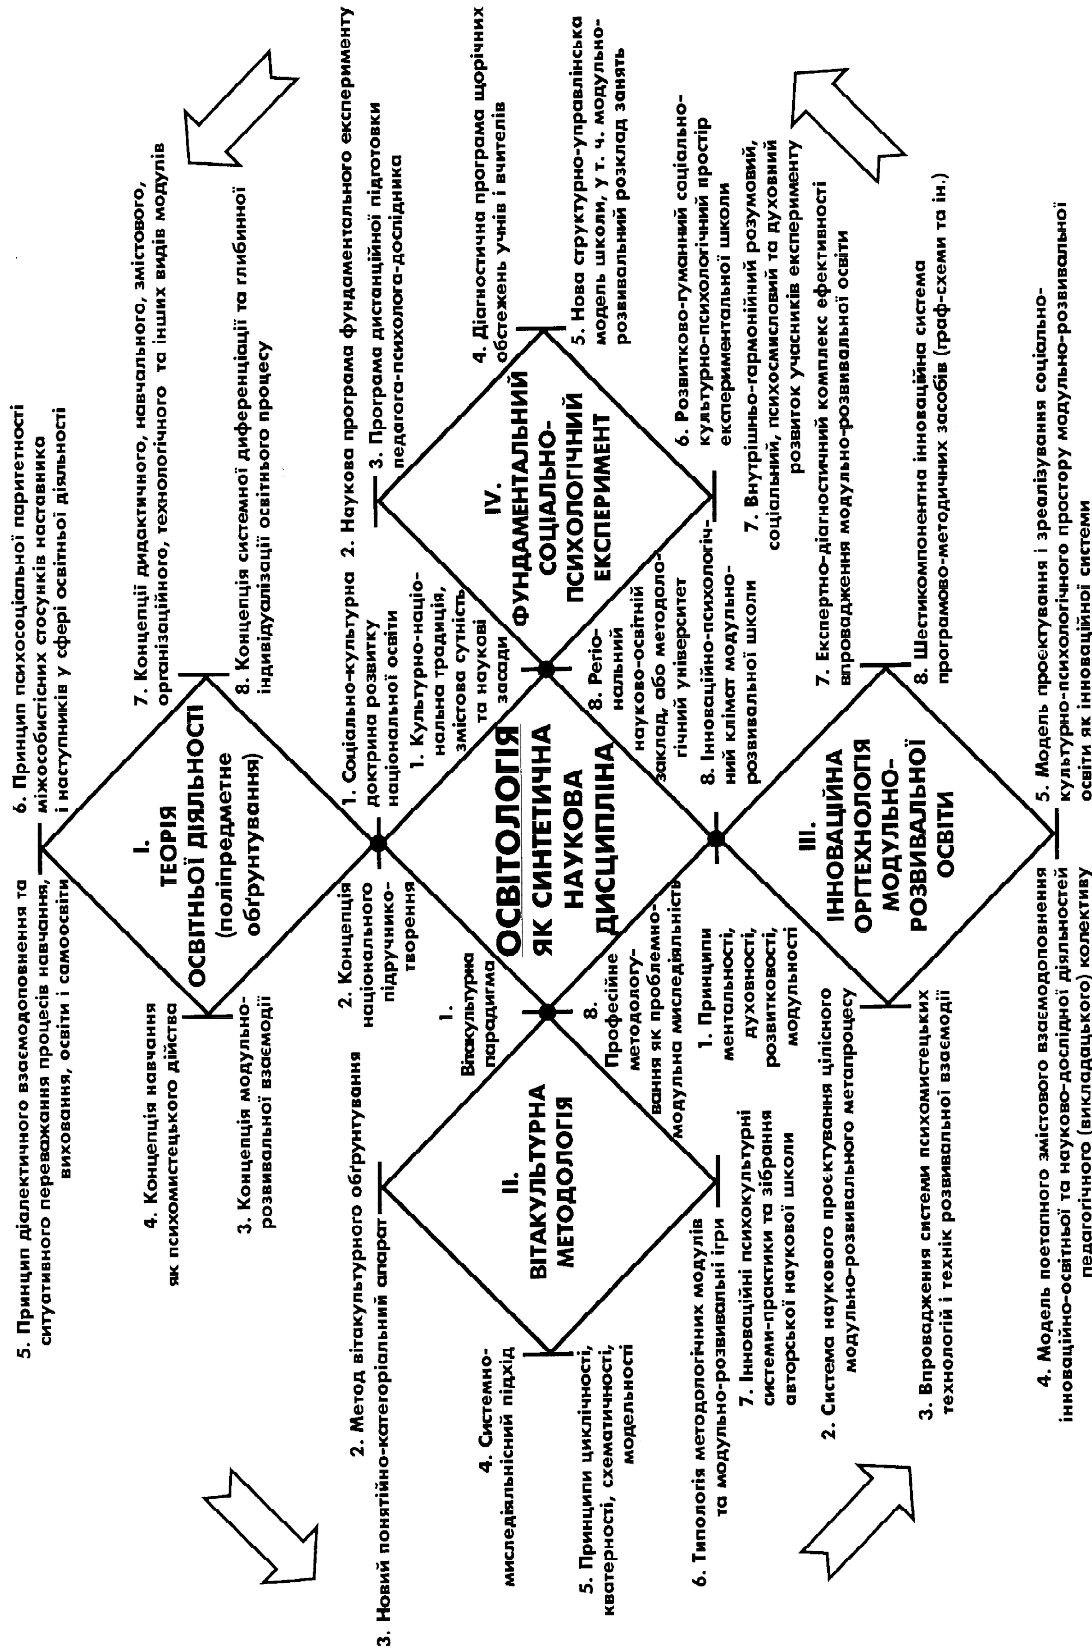 5. Принцип діалектичного взаємодоповнення та
ситуативного переважання процесів навчання,
виховання, освіти і самоосвіти
6. Принцип психосоціальної паритетності
міжособистісних стосунків наставника
і наступників у сфері освітньої діяльності
4. Концепція навчання
як психомистецького дійства
3. Концепція модульно-
розвивальної взаємодії
I.
ТЕОРІЯ
ОСВІТНЬОЇ ДІЯЛЬНОСТІ
(поліпредметне
обґрунтування)
7. Концепції дидактичного, навчального, змістового,
організаційного, технологічного та інших видів модулів
8. Концепція системної диференціації та глибинної
індивідуалізації освітнього процесу
2. Концепція
національного
підручнико-
творення
1. Соціально-культурна
доктрина розвитку
національної освіти
2. Метод вітакультурного обґрунтування
3. Новий понятійно-категоріальний апарат
4. Системно-
миследіяльнісний підхід
5. Принципи циклічності,
кватерності, схематичності,
модельності
6. Типологія методологічних модулів
та модульно-розвивальні ігри
7. Інноваційні психокультурні
системи-практики та зібрання
авторської наукової школи
II.
ВІТАКУЛЬТУРНА
МЕТОДОЛОГІЯ
1.
Вітакультурна
парадигма
8.
Професійне
методологу-
вання як проблемно-
модульна миследіяльність
ОСВІТОЛОГІЯ
ЯК СИНТЕТИЧНА
НАУКОВА
ДИСЦИПЛІНА
1. Культурно-націо-
нальна традиція,
змістова сутність
та наукові
засади
8. Регіо-
нальний
науково-освітній
заклад, або методоло-
гічний університет
IV.
ФУНДАМЕНТАЛЬНИЙ
СОЦІАЛЬНО-
ПСИХОЛОГІЧНИЙ
ЕКСПЕРИМЕНТ
2. Наукова програма фундаментального експерименту
3. Програма дистанційної підготовки
педагога-психолога-дослідника
4. Діагностична програма щорічних
обстежень учнів і вчителів
5. Нова структурно-управлінська
модель школи, у т. ч. модульно-
розвивальний розклад занять
6. Розвитково-гуманний соціально-
культурно-психологічний простір
експериментальної школи
7. Внутрішньо-гармонійний розумовий,
соціальний, психосмисловий та духовний
розвиток учасників експерименту
1. Принципи
ментальності,
духовності,
розвитковості,
модульності
8. Інноваційно-психологіч-
ний клімат модульно-
розвивальної школи
2. Система наукового проєктування цілісного
модульно-розвивального метапроцесу
3. Впровадження системи психомистецьких
технологій і технік розвивальної взаємодії
III.
ІННОВАЦІЙНА
ОРГТЕХНОЛОГІЯ
МОДУЛЬНО-
РОЗВИВАЛЬНОЇ
ОСВІТИ
7. Експертно-діагностичний комплекс ефективності
впровадження модульно-розвивальної освіти
8. Шестикомпонентна інноваційна система
програмово-методичних засобів (граф-схеми та ін.)
4. Модель поетапного змістового взаємодоповнення
інноваційно-освітньої та науково-дослідної діяльностей
педагогічного (викладацького) колективу
5. Модель проєктування і зреалізування соціально-
культурно-психологічного простору модульно-розвивальної
освіти як інноваційної системи